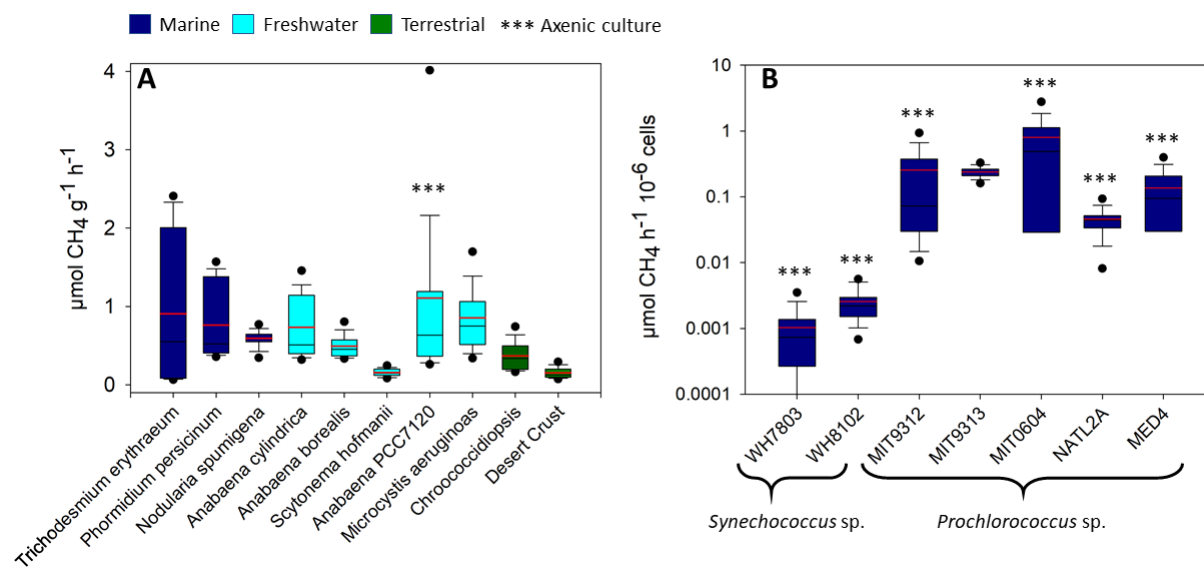 Marine Freshwater Terrestrial *** Axenic culture
A
µmol CH4 g-1 h-1
4
3
2
1
0
***
Trichodesmium erythraeum
Phormidium persicinum
Nodularia spumigena
Anabaena cylindrica
Anabaena borealis
Scytonema hofmanii
Anabaena PCC7120
Microcystis aeruginoas
Chroococcidiopsis
Desert Crust
B
µmol CH4 h-1 10-6 cells
10
1
0.1
0.01
0.001
0.0001
***
***
***
***
***
***
WH7803
WH8102
MIT9312
MIT9313
MIT0604
NATL2A
MED4
Synechococcus sp.
Prochlorococcus sp.